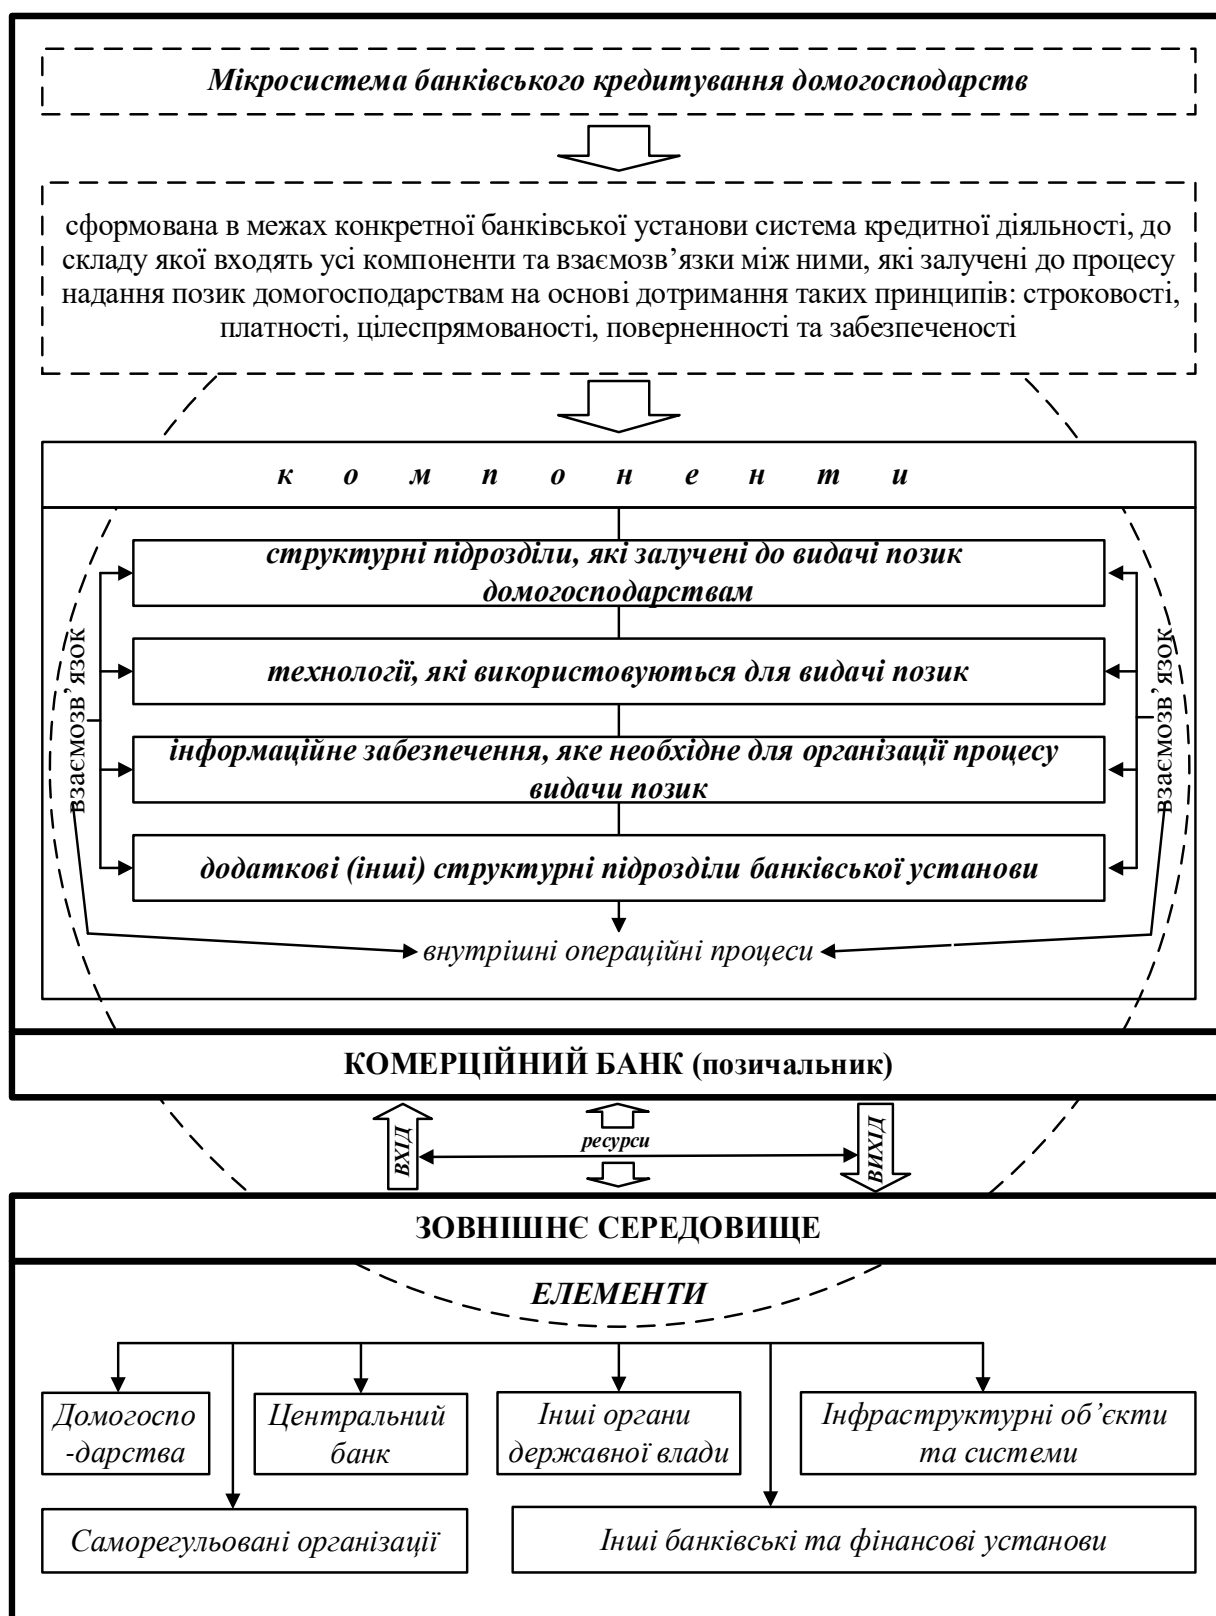 Мікросистема банківського кредитування домогосподарств
сформована в межах конкретної банківської установи система кредитної діяльності, до
складу якої входять усі компоненти та взаємозв’язки між ними, які залучені до процесу
надання позик домогосподарствам на основі дотримання таких принципів: строковості,
платності, цілеспрямованості, поверненності та забезпеченості
к о м п о н е н т и
структурні підрозділи, які залучені до видачі позик
домогосподарствам
технології, які використовуються для видачі позик
інформаційне забезпечення, яке необхідне для організації процесу
видачи позик
додаткові (інші) структурні підрозділи банківської установи
взаємозв’язок
взаємозв’язок
внутрішні операційні процеси
КОМЕРЦІЙНИЙ БАНК (позичальник)
ВХІД
ресурси
ВИХІД
ЗОВНІШНЄ СЕРЕДОВИЩЕ
ЕЛЕМЕНТИ
Домогоспо
-дарства
Центральний
банк
Інші органи
державної влади
Інфраструктурні об’єкти
та системи
Саморегульовані організації
Інші банківські та фінансові установи